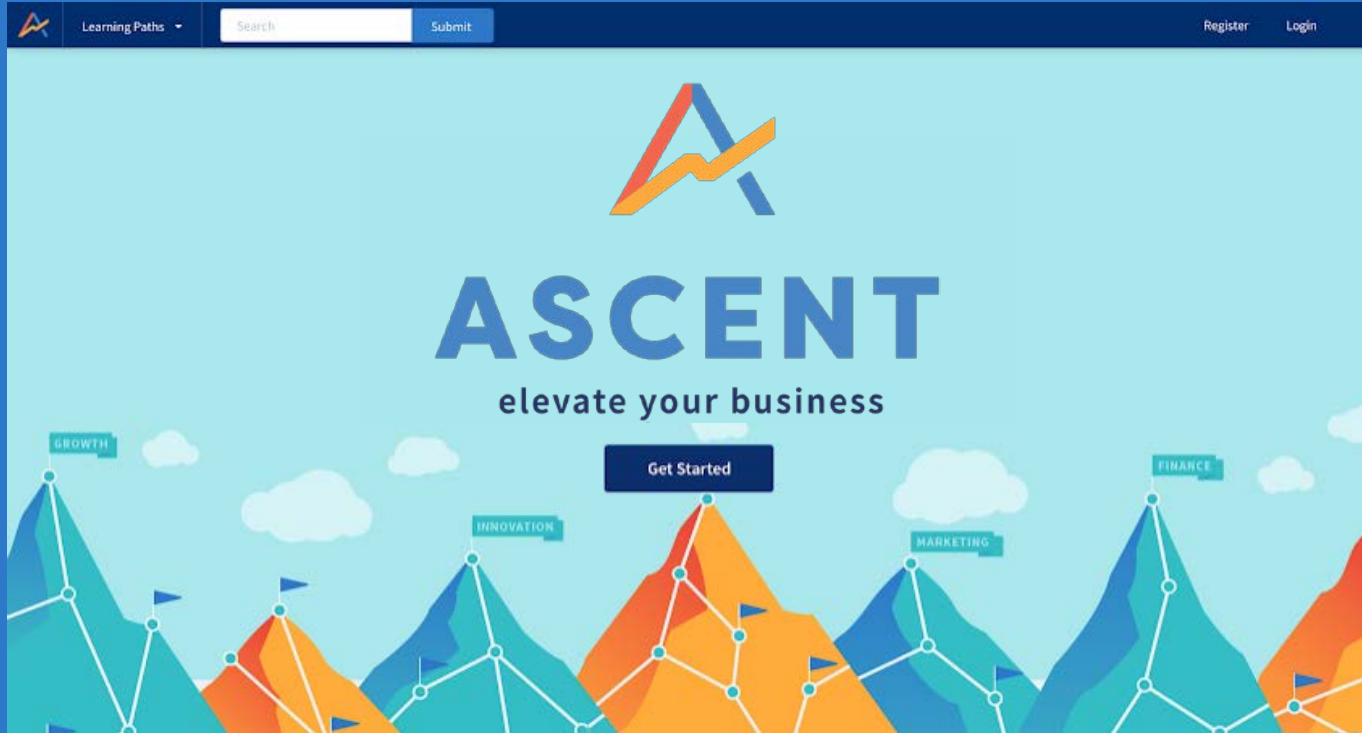 Learning Paths
Search
Submit
Register
Login
ASCENT
elevate your business
Get Started
GROWTH
INNOVATION
MARKETING
FINANCE